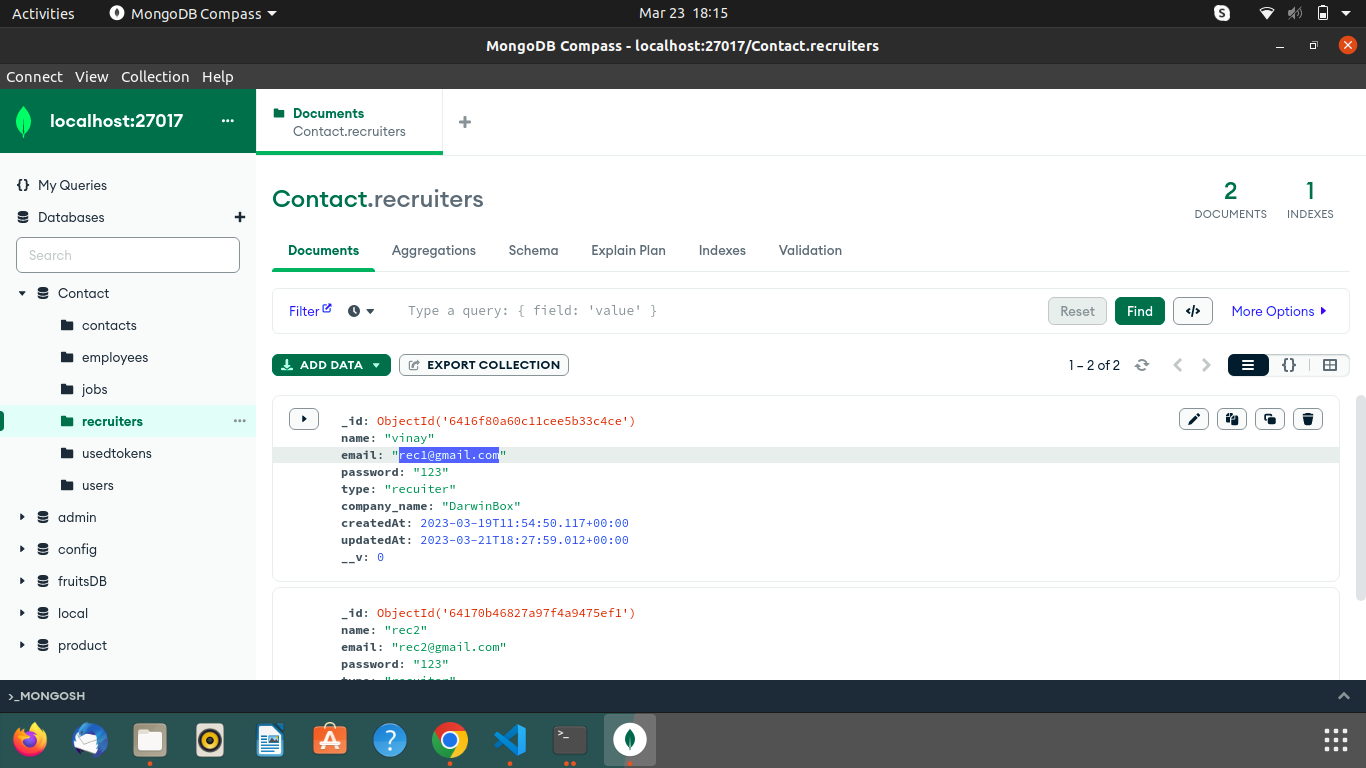 Activities MongoDB Compass Mar 23 18:15
MongoDB Compass - localhost:27017/Contact.recruiters
Connect View Collection Help
localhost:27017 ...
Documents
Contact.recruiters
My Queries
Databases
Search
Contact
contacts
employees
jobs
recruiters
usedtokens
users
admin
config
fruitsDB
local
product
Contact.recruiters
2
DOCUMENTS
1
INDEXES
Documents Aggregations Schema Explain Plan Indexes Validation
Filter Type a query: { field: 'value' } Reset Find </> More Options
ADD DATA EXPORT COLLECTION 1 – 2 of 2 {}
_id: ObjectId('6416f80a60c11cee5b33c4ce')
name: "vinay"
email: "rec1@gmail.com"
password: "123"
type: "recuiter"
company_name: "DarwinBox"
createdAt: 2023-03-19T11:54:50.117+00:00
updatedAt: 2023-03-21T18:27:59.012+00:00
__v: 0
_id: ObjectId('64170b46827a97f4a9475ef1')
name: "rec2"
email: "rec2@gmail.com"
password: "123"
type: "recuiter"
>_MONGOSH